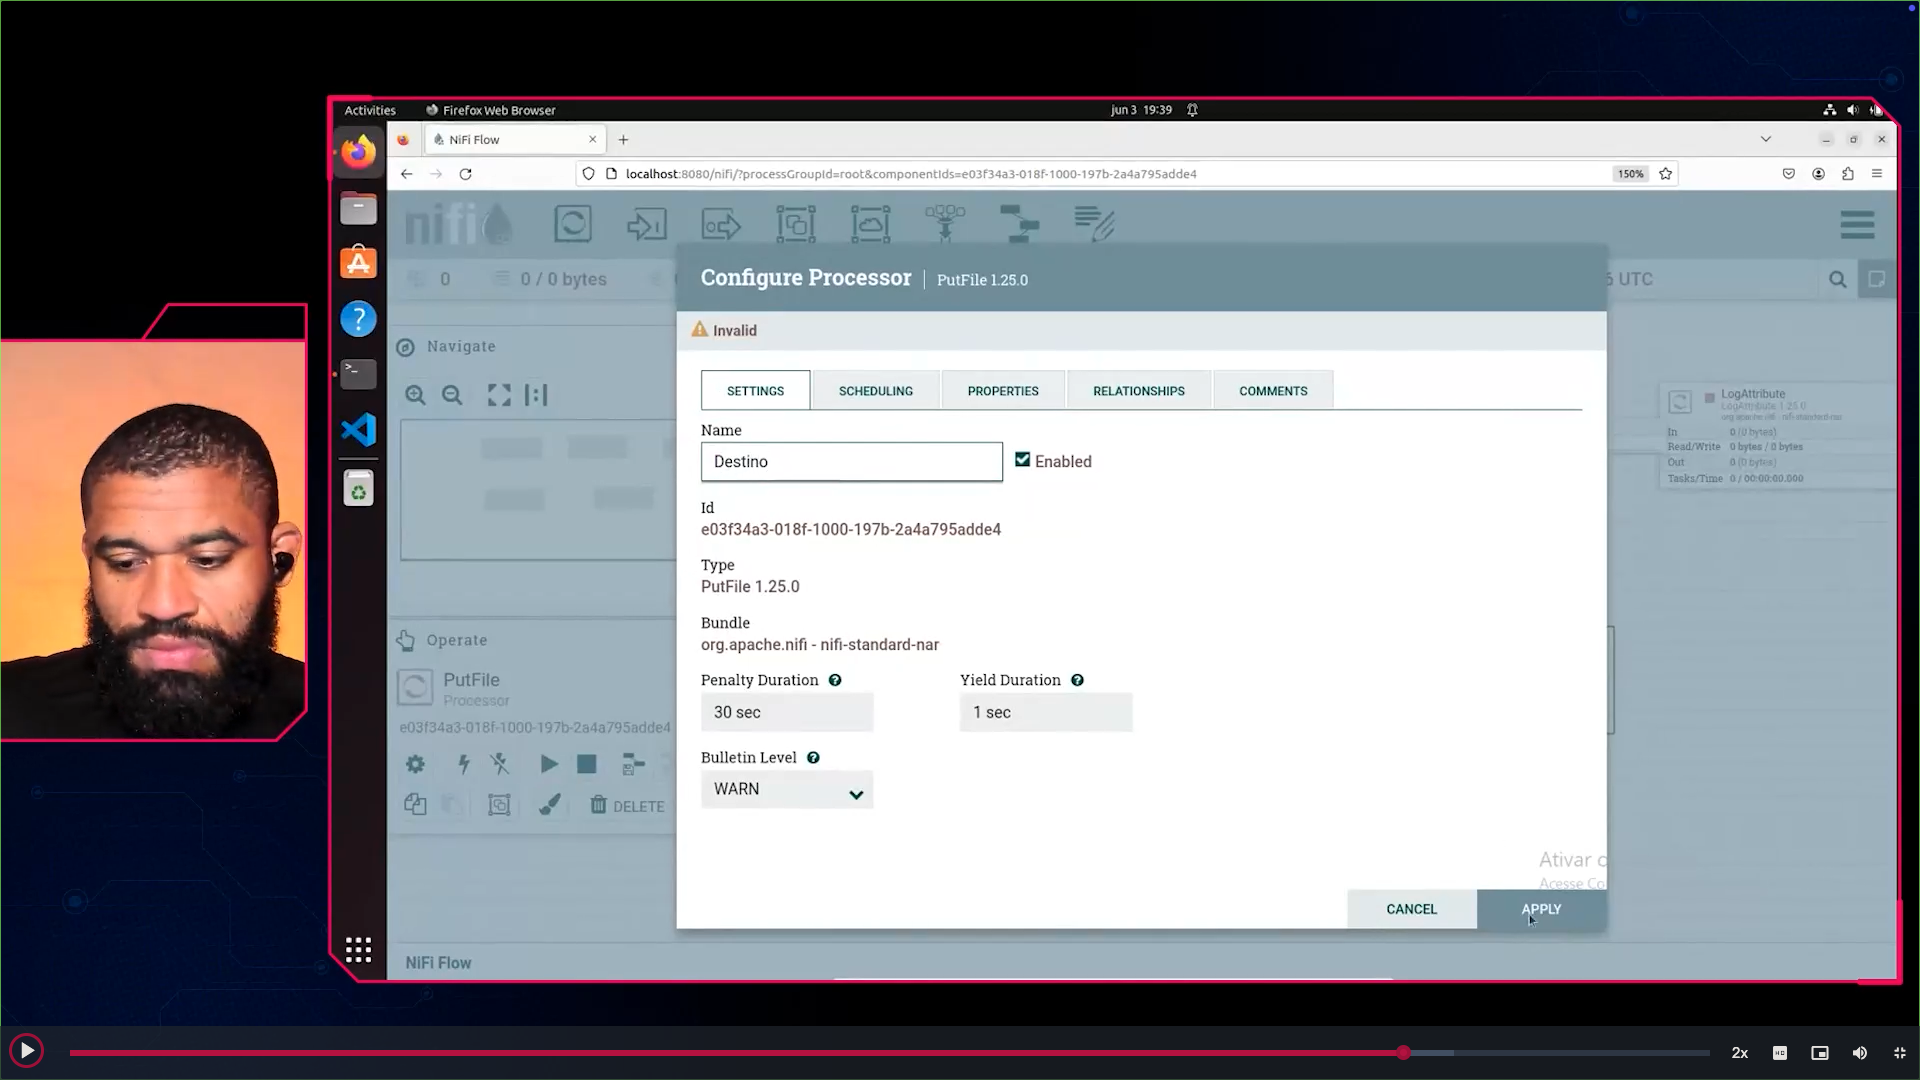 Activities
Firefox Web Browser
jun 3 19:39
NiFi Flow
localhost:8080/nifi/?processGroupId=root&componentIds=e03f34a3-018f-1000-197b-2a4a795adde4
150%
nifi
0
0 / 0 bytes
UTC
Configure Processor
PutFile 1.25.0
Invalid
Navigate
SETTINGS
SCHEDULING
PROPERTIES
RELATIONSHIPS
COMMENTS
LogAttribute
LogAttribute 1.25.0
org.apache.nifi - nifi-standard-nar
In 0 (0 bytes)
Read/Write 0 bytes / 0 bytes
Out 0 (0 bytes)
Tasks/Time 0 / 00:00:00.000
Name
Destino
Enabled
Id
e03f34a3-018f-1000-197b-2a4a795adde4
Type
PutFile 1.25.0
Bundle
org.apache.nifi - nifi-standard-nar
Operate
PutFile
Processor
e03f34a3-018f-1000-197b-2a4a795adde4
DELETE
Penalty Duration
Yield Duration
30 sec
1 sec
Bulletin Level
WARN
Ativar o
Acesse Co
CANCEL
APPLY
NiFi Flow
2x